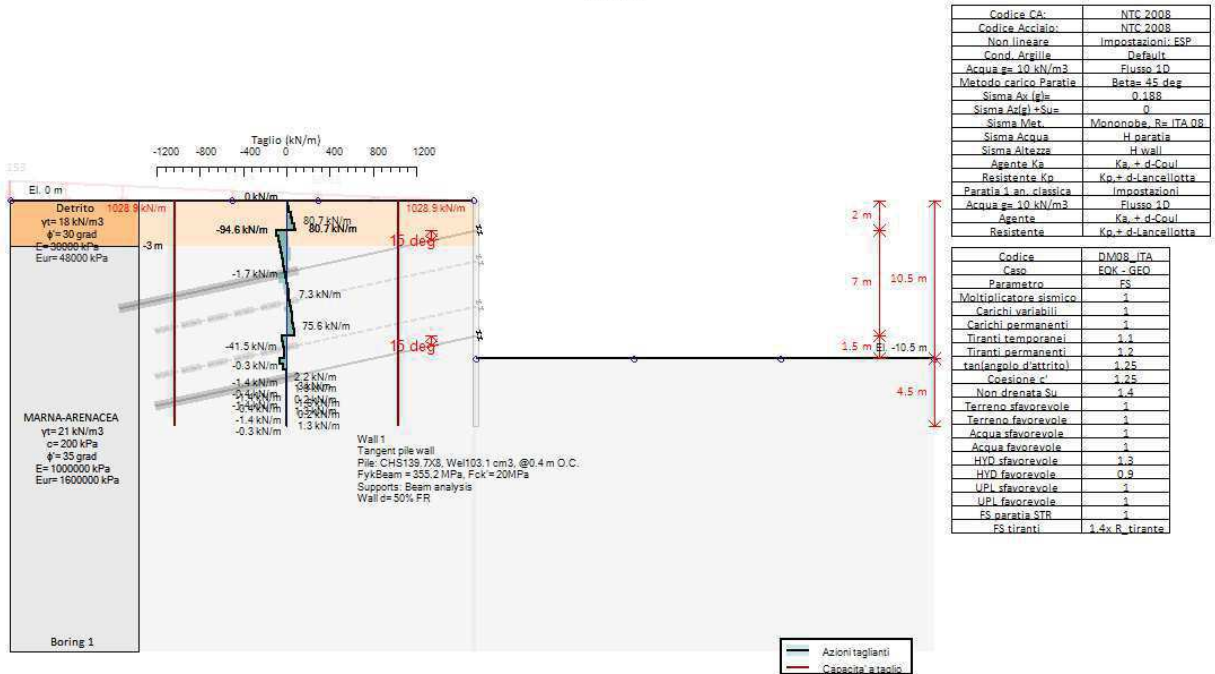 Codice CA: NTC 2008
Codice Acciaio: NTC 2008
Non lineare Impostazioni: ESP
Cond. Argille Default
Acqua g= 10 kN/m3 Flusso 1D
Metodo carico Paratie Beta= 45 deg
Sisma Ax (g)= 0.188
Sisma Az(g) +Su= 0
Sisma Met. Mononobe, R= ITA 08
Sisma Acqua H paratia
Sisma Altezza H wall
Agente Ka Ka, + d-Coul
Resistente Kp Kp,+ d-Lancellotta
Paratia 1 an. classica Impostazioni
Acqua g= 10 kN/m3 Flusso 1D
Agente Ka, + d-Coul
Resistente Kp,+ d-Lancellotta
Codice DM08_ITA
Caso EQK - GEO
Parametro FS
Moltiplicatore sismico 1
Carichi variabili 1
Carichi permanenti 1
Tiranti temporanei 1.1
Tiranti permanenti 1.2
tan(angolo d'attrito) 1.25
Coesione c' 1.25
Non drenata Su 1.4
Terreno sfavorevole 1
Terreno favorevole 1
Acqua sfavorevole 1
Acqua favorevole 1
HYD sfavorevole 1.3
HYD favorevole 0.9
UPL sfavorevole 1
UPL favorevole 1
FS paratia STR 1
FS tiranti 1.4x R_tirante
Taglio (kN/m)
-1200 -800 -400 0 400 800 1200
155
El. 0 m
0 kN/m
Detrito
1028.9 kN/m
1028.9 kN/m
γt= 18 kN/m3
ϕ'= 30 grad
E= 30000 kPa
Eur= 48000 kPa
-3 m
80.7 kN/m
-94.6 kN/m
80.7 kN/m
15 deg
-1.7 kN/m
7.3 kN/m
75.6 kN/m
-41.5 kN/m
15 deg
-0.3 kN/m
2.2 kN/m
-1.4 kN/m
-1.4 kN/m
0.2 kN/m
-1.4 kN/m
1.3 kN/m
-0.3 kN/m
2 m
7 m
10.5 m
1.5 m
-10.5 m
4.5 m
MARNA-ARENACEA
γt= 21 kN/m3
c= 200 kPa
ϕ'= 35 grad
E= 1000000 kPa
Eur= 1600000 kPa
Boring 1
Wall 1
Tangent pile wall
Pile: CHS139.7X8, Wel103.1 cm3, @0.4 m O.C.
FykBeam = 355.2 MPa, Fck'= 20MPa
Supports: Beam analysis
Wall d= 50% FR
Azioni taglianti
Capacita' a taglio